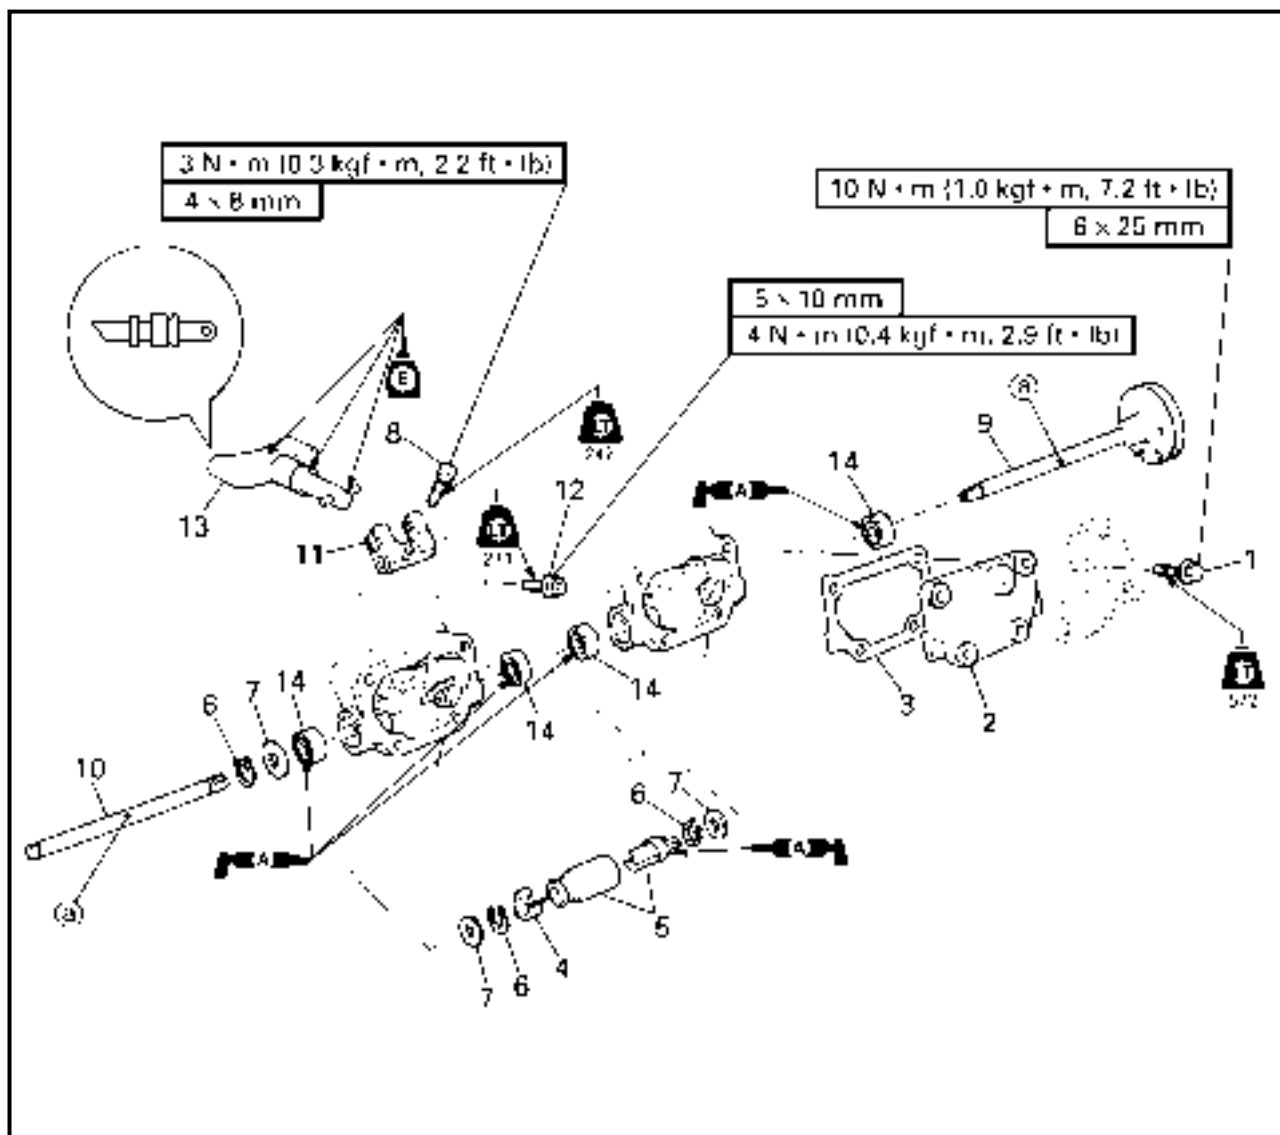 3 N • m (0.3 kgf • m, 2.2 ft • lb)
4 × 8 mm
10 N • m (1.0 kgf • m, 7.2 ft • lb)
6 × 25 mm
5 × 10 mm
4 N • m (0.4 kgf • m, 2.9 ft • lb)
E
a
8
LT
242
9
14
A
13
11
12
LT
271
1
14
14
3
2
LT
572
7
14
6
10
6
7
A
A
a
5
4
6
7